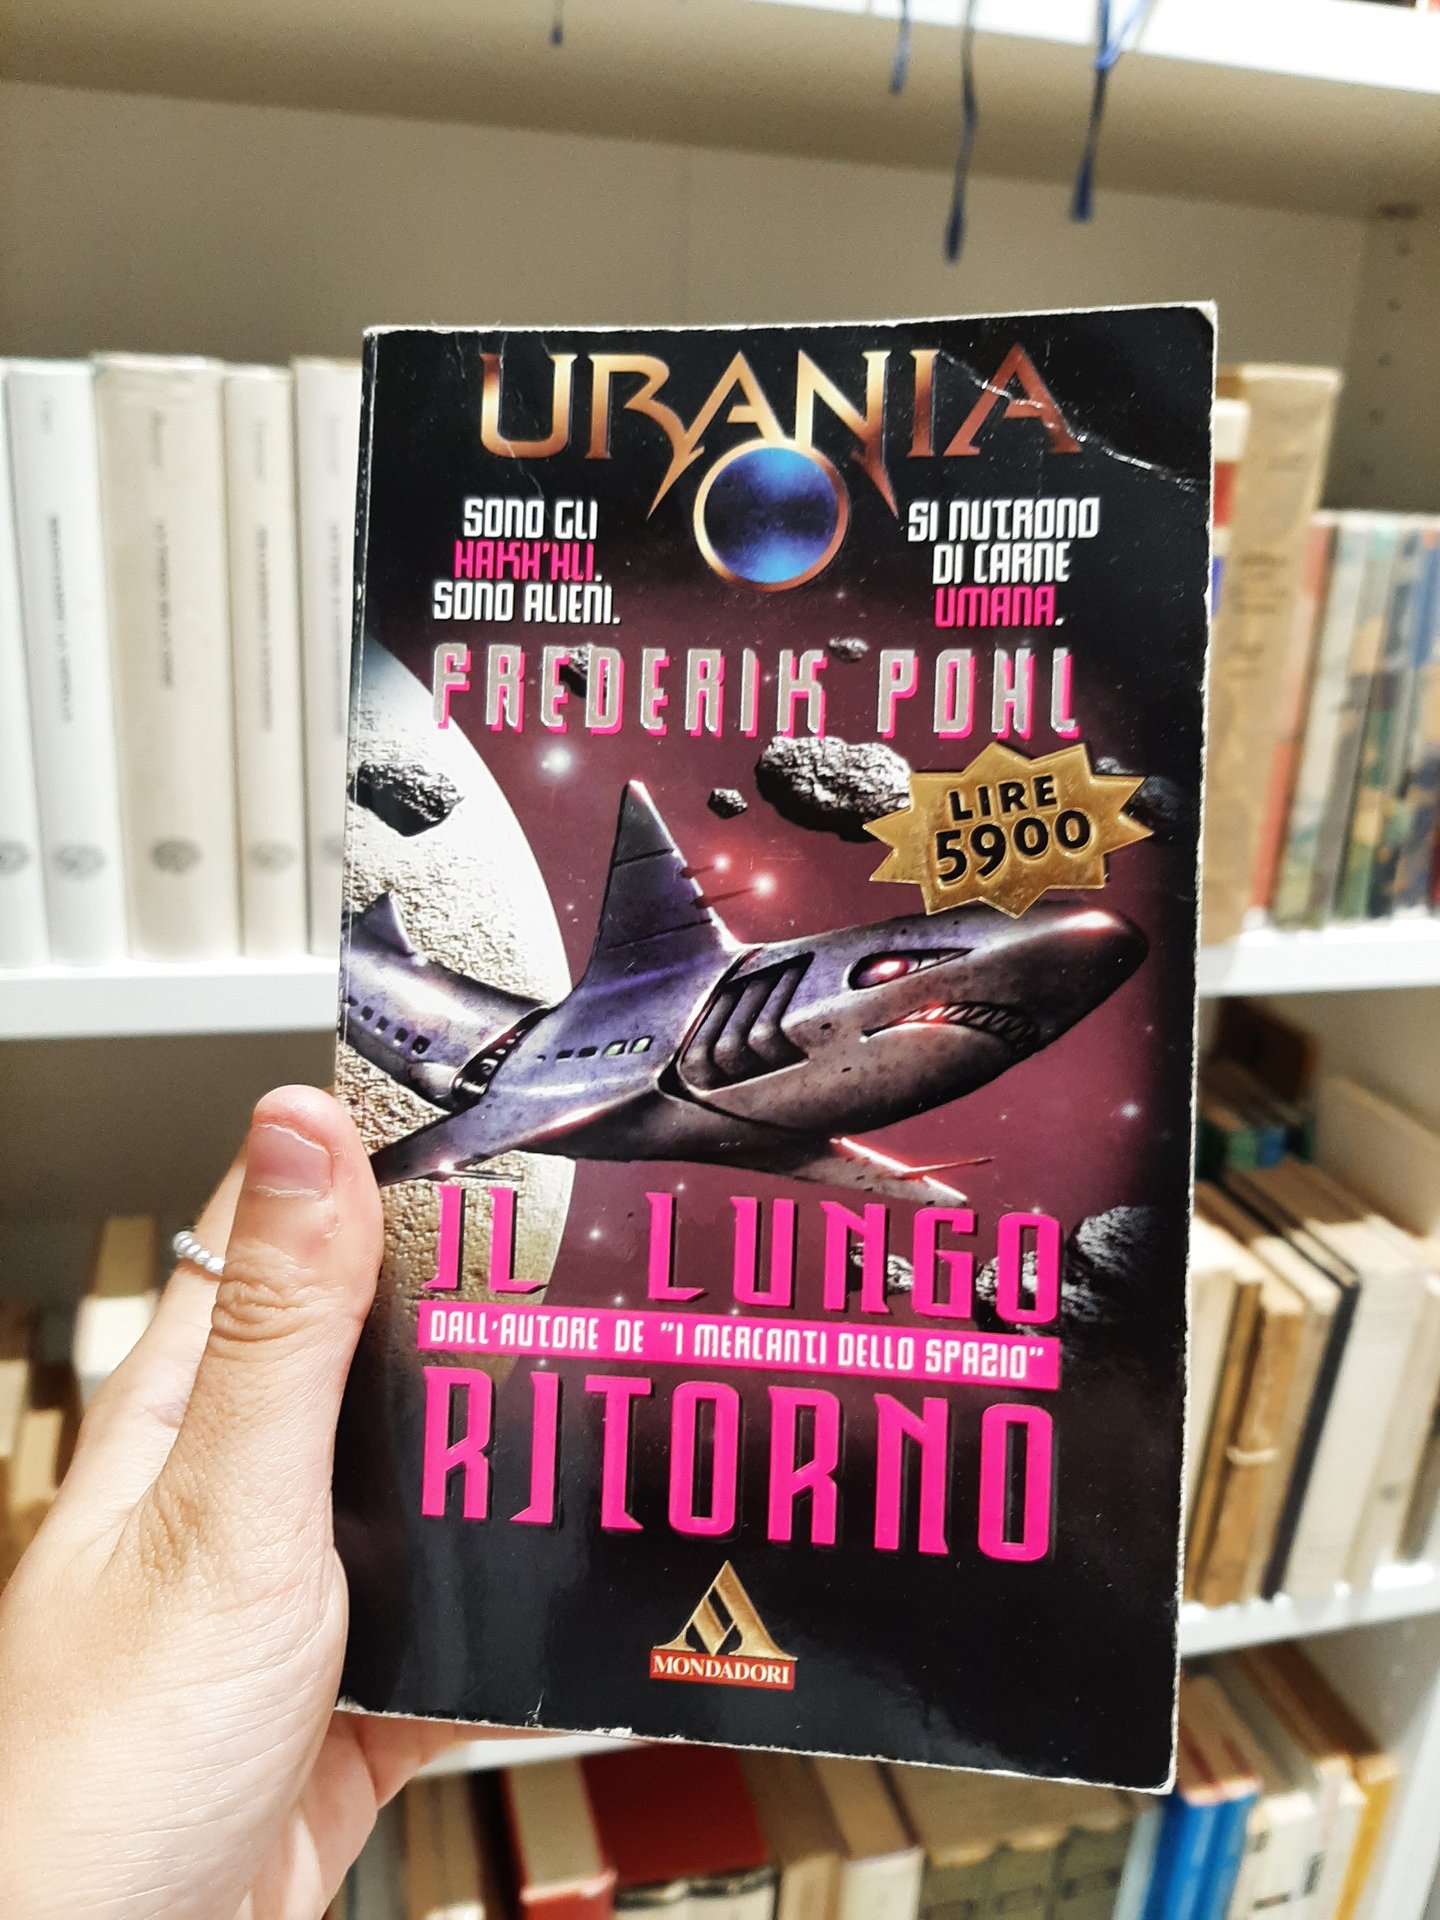 URANIA
SONO GLI
HAKH'HLI.
SONO ALIENI.
SI NUTRONO
DI CARNE
UMANA.
FREDERIK POHL
LIRE
5900
IL LUNGO
DALL'AUTORE DE "I MERCANTI DELLO SPAZIO"
RITORNO
MONDADORI